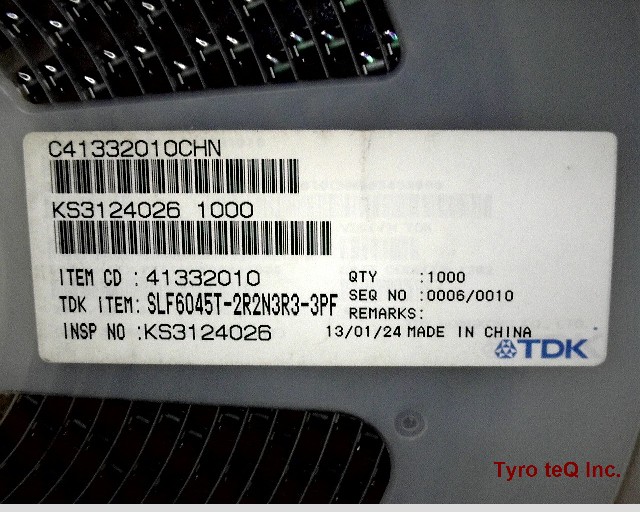 C41332010CHN
KS3124026 1000
ITEM CD : 41332010
TDK ITEM: SLF6045T-2R2N3R3-3PF
INSP NO :KS3124026
QTY :1000
SEQ NO :0006/0010
REMARKS:
13/01/24 MADE IN CHINA
TDK
Tyro teQ Inc.